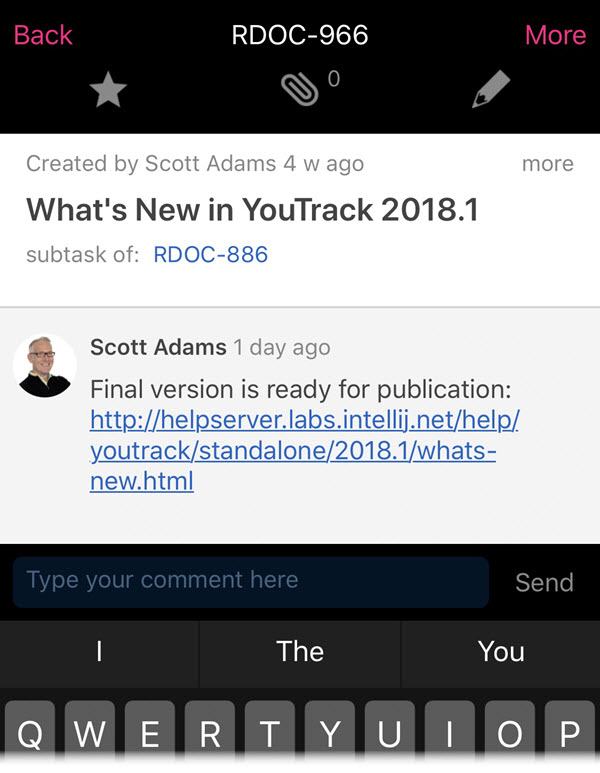 Back RDOC-966 More
0
Created by Scott Adams 4 w ago more
What's New in YouTrack 2018.1
subtask of: RDOC-886
Scott Adams 1 day ago
Final version is ready for publication:
http://helpserver.labs.intellij.net/help/
youtrack/standalone/2018.1/whats-
new.html
Type your comment here Send
I The You
Q W E R T Y U I O P